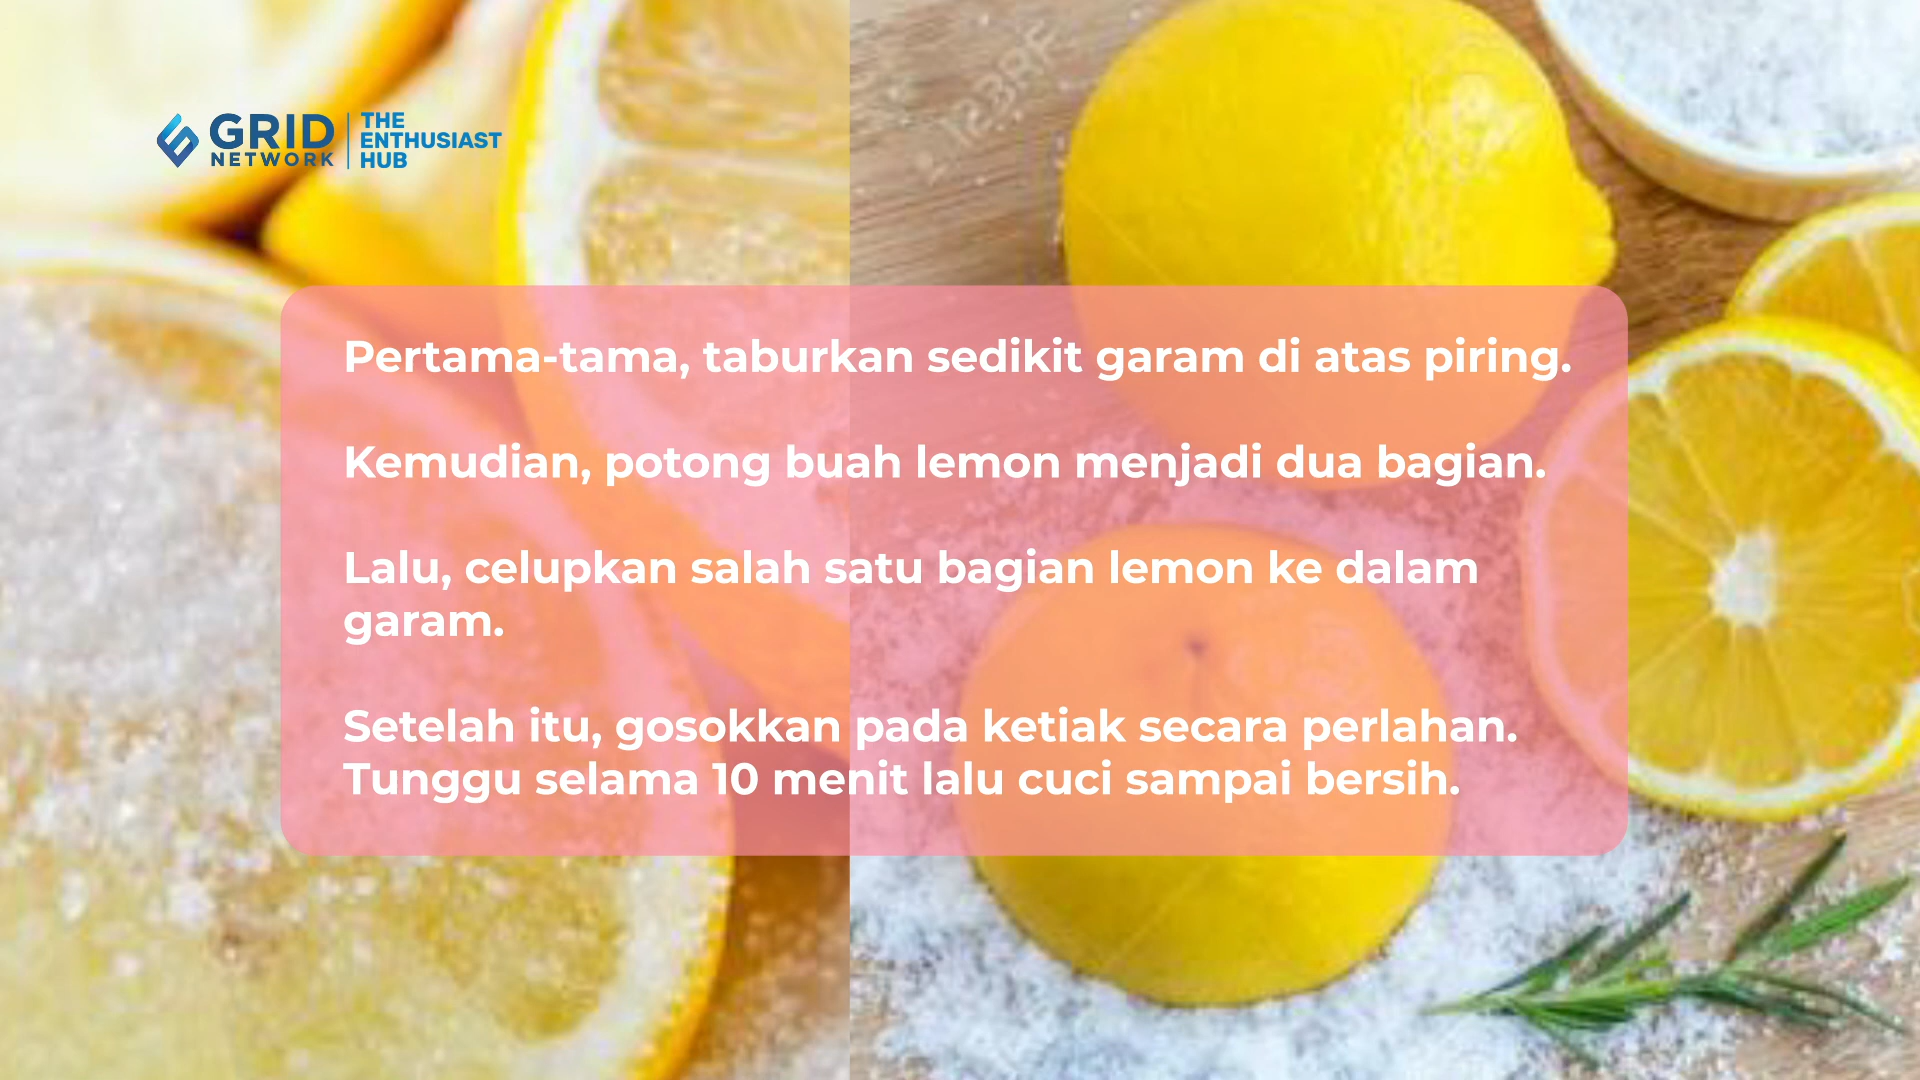 GRID
NETWORK
THE
ENTHUSIAST
HUB
123RF
Pertama-tama, taburkan sedikit garam di atas piring.
Kemudian, potong buah lemon menjadi dua bagian.
Lalu, celupkan salah satu bagian lemon ke dalam
garam.
Setelah itu, gosokkan pada ketiak secara perlahan.
Tunggu selama 10 menit lalu cuci sampai bersih.